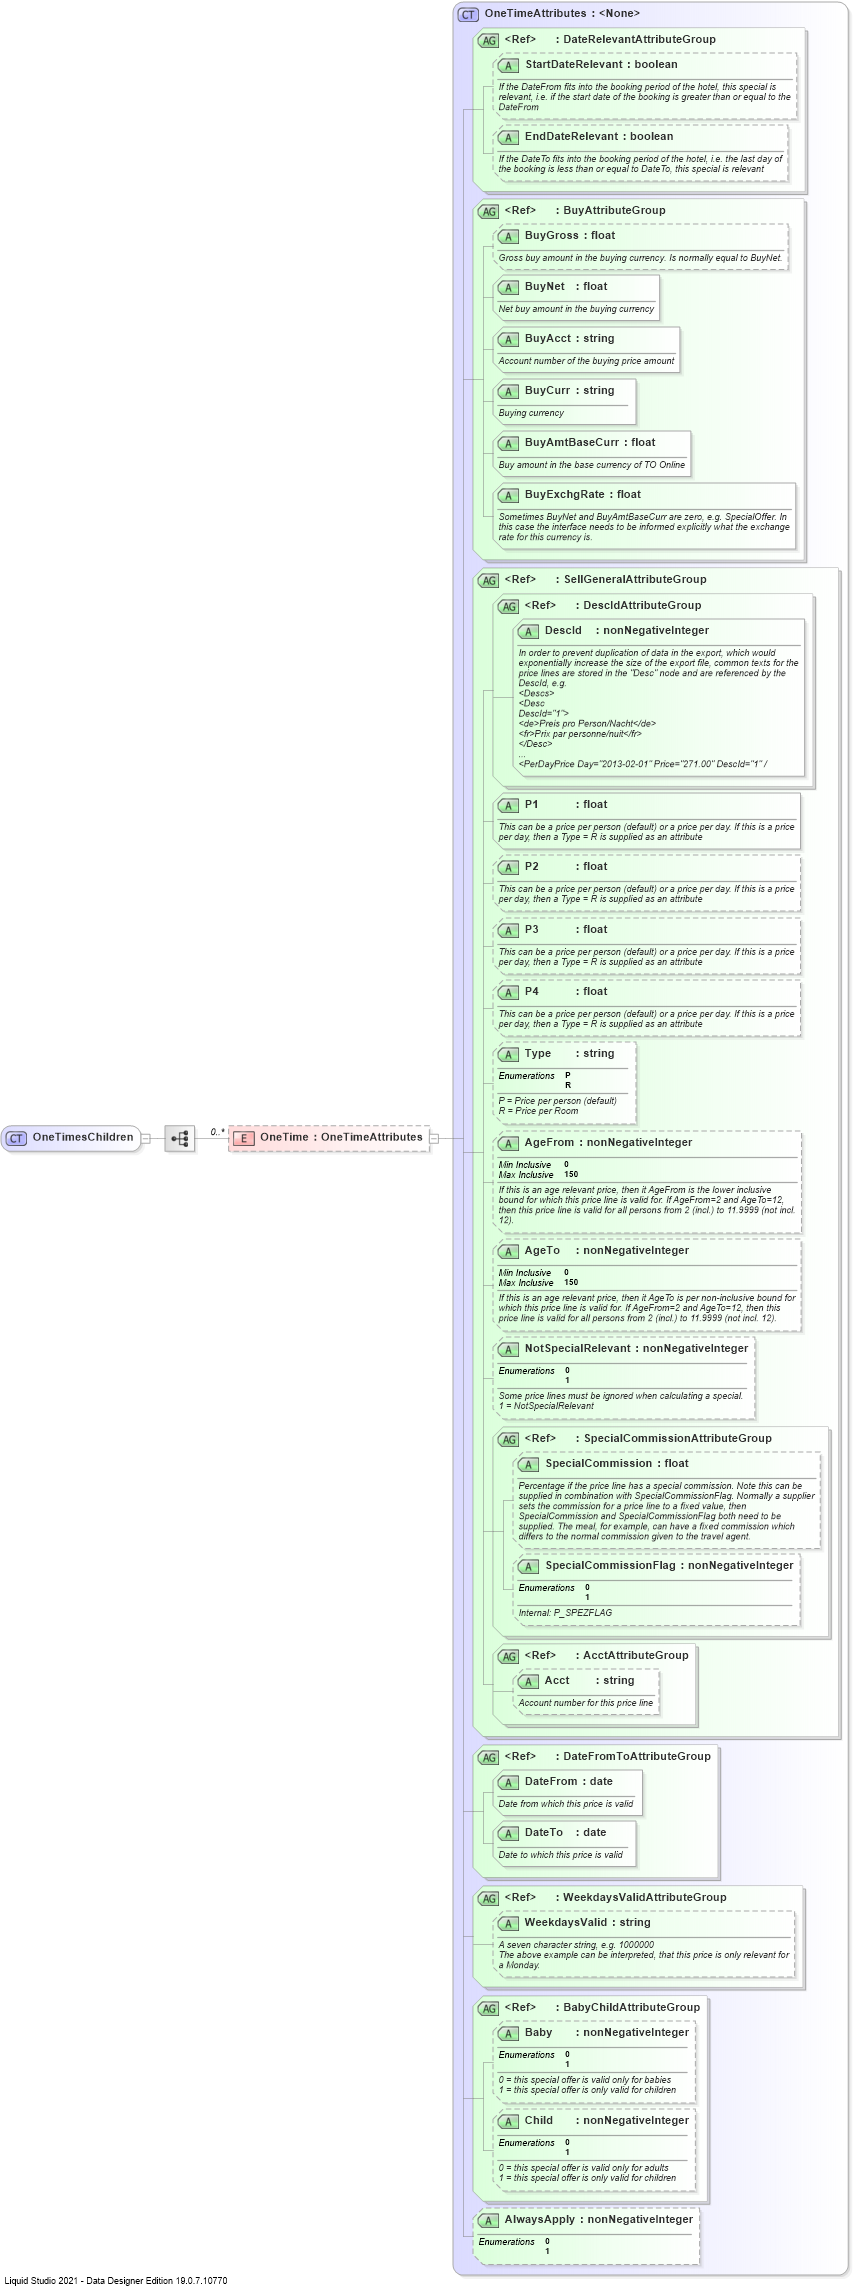 CT OneTimeAttributes : <None>
AG <Ref> : DateRelevantAttributeGroup
A StartDateRelevant : boolean
If the DateFrom fits into the booking period of the hotel, this special is
relevant, i.e. if the start date of the booking is greater than or equal to the
DateFrom
A EndDateRelevant : boolean
If the DateTo fits into the booking period of the hotel, i.e. the last day of
the booking is less than or equal to DateTo, this special is relevant
AG <Ref> : BuyAttributeGroup
A BuyGross : float
Gross buy amount in the buying currency. Is normally equal to BuyNet.
A BuyNet : float
Net buy amount in the buying currency
A BuyAcct : string
Account number of the buying price amount
A BuyCurr : string
Buying currency
A BuyAmtBaseCurr : float
Buy amount in the base currency of TO Online
A BuyExchgRate : float
Sometimes BuyNet and BuyAmtBaseCurr are zero, e.g. SpecialOffer. In
this case the interface needs to be informed explicitly what the exchange
rate for this currency is.
AG <Ref> : SellGeneralAttributeGroup
AG <Ref> : DescIdAttributeGroup
A DescId : nonNegativeInteger
In order to prevent duplication of data in the export, which would
exponentially increase the size of the export file, common texts for the
price lines are stored in the "Desc" node and are referenced by the
DescId, e.g.
<Descs>
<Desc
DescId="1">
<de>Preis pro Person/Nacht</de>
<fr>Prix par personne/nuit</fr>
</Desc>
...
<PerDayPrice Day="2013-02-01" Price="271.00" DescId="1" /
A P1 : float
This can be a price per person (default) or a price per day. If this is a price
per day, then a Type = R is supplied as an attribute
A P2 : float
This can be a price per person (default) or a price per day. If this is a price
per day, then a Type = R is supplied as an attribute
A P3 : float
This can be a price per person (default) or a price per day. If this is a price
per day, then a Type = R is supplied as an attribute
A P4 : float
This can be a price per person (default) or a price per day. If this is a price
per day, then a Type = R is supplied as an attribute
A Type : string
Enumerations P
R
P = Price per person (default)
R = Price per Room
CT OneTimesChildren
0..*
E OneTime : OneTimeAttributes
A AgeFrom : nonNegativeInteger
Min Inclusive 0
Max Inclusive 150
If this is an age relevant price, then it AgeFrom is the lower inclusive
bound for which this price line is valid for. If AgeFrom=2 and AgeTo=12,
then this price line is valid for all persons from 2 (incl.) to 11.9999 (not incl.
12).
A AgeTo : nonNegativeInteger
Min Inclusive 0
Max Inclusive 150
If this is an age relevant price, then it AgeTo is per non-inclusive bound for
which this price line is valid for. If AgeFrom=2 and AgeTo=12, then this
price line is valid for all persons from 2 (incl.) to 11.9999 (not incl. 12).
A NotSpecialRelevant : nonNegativeInteger
Enumerations 0
1
Some price lines must be ignored when calculating a special.
1 = NotSpecialRelevant
AG <Ref> : SpecialCommissionAttributeGroup
A SpecialCommission : float
Percentage if the price line has a special commission. Note this can be
supplied in combination with SpecialCommissionFlag. Normally a supplier
sets the commission for a price line to a fixed value, then
SpecialCommission and SpecialCommissionFlag both need to be
supplied. The meal, for example, can have a fixed commission which
differs to the normal commission given to the travel agent.
A SpecialCommissionFlag : nonNegativeInteger
Enumerations 0
1
Internal: P_SPEZFLAG
AG <Ref> : AcctAttributeGroup
A Acct : string
Account number for this price line
AG <Ref> : DateFromToAttributeGroup
A DateFrom : date
Date from which this price is valid
A DateTo : date
Date to which this price is valid
AG <Ref> : WeekdaysValidAttributeGroup
A WeekdaysValid : string
A seven character string, e.g. 1000000
The above example can be interpreted, that this price is only relevant for
a Monday.
AG <Ref> : BabyChildAttributeGroup
A Baby : nonNegativeInteger
Enumerations 0
1
0 = this special offer is valid only for babies
1 = this special offer is only valid for children
A Child : nonNegativeInteger
Enumerations 0
1
0 = this special offer is valid only for adults
1 = this special offer is only valid for children
A AlwaysApply : nonNegativeInteger
Enumerations 0
1
Liquid Studio 2021 - Data Designer Edition 19.0.7.10770